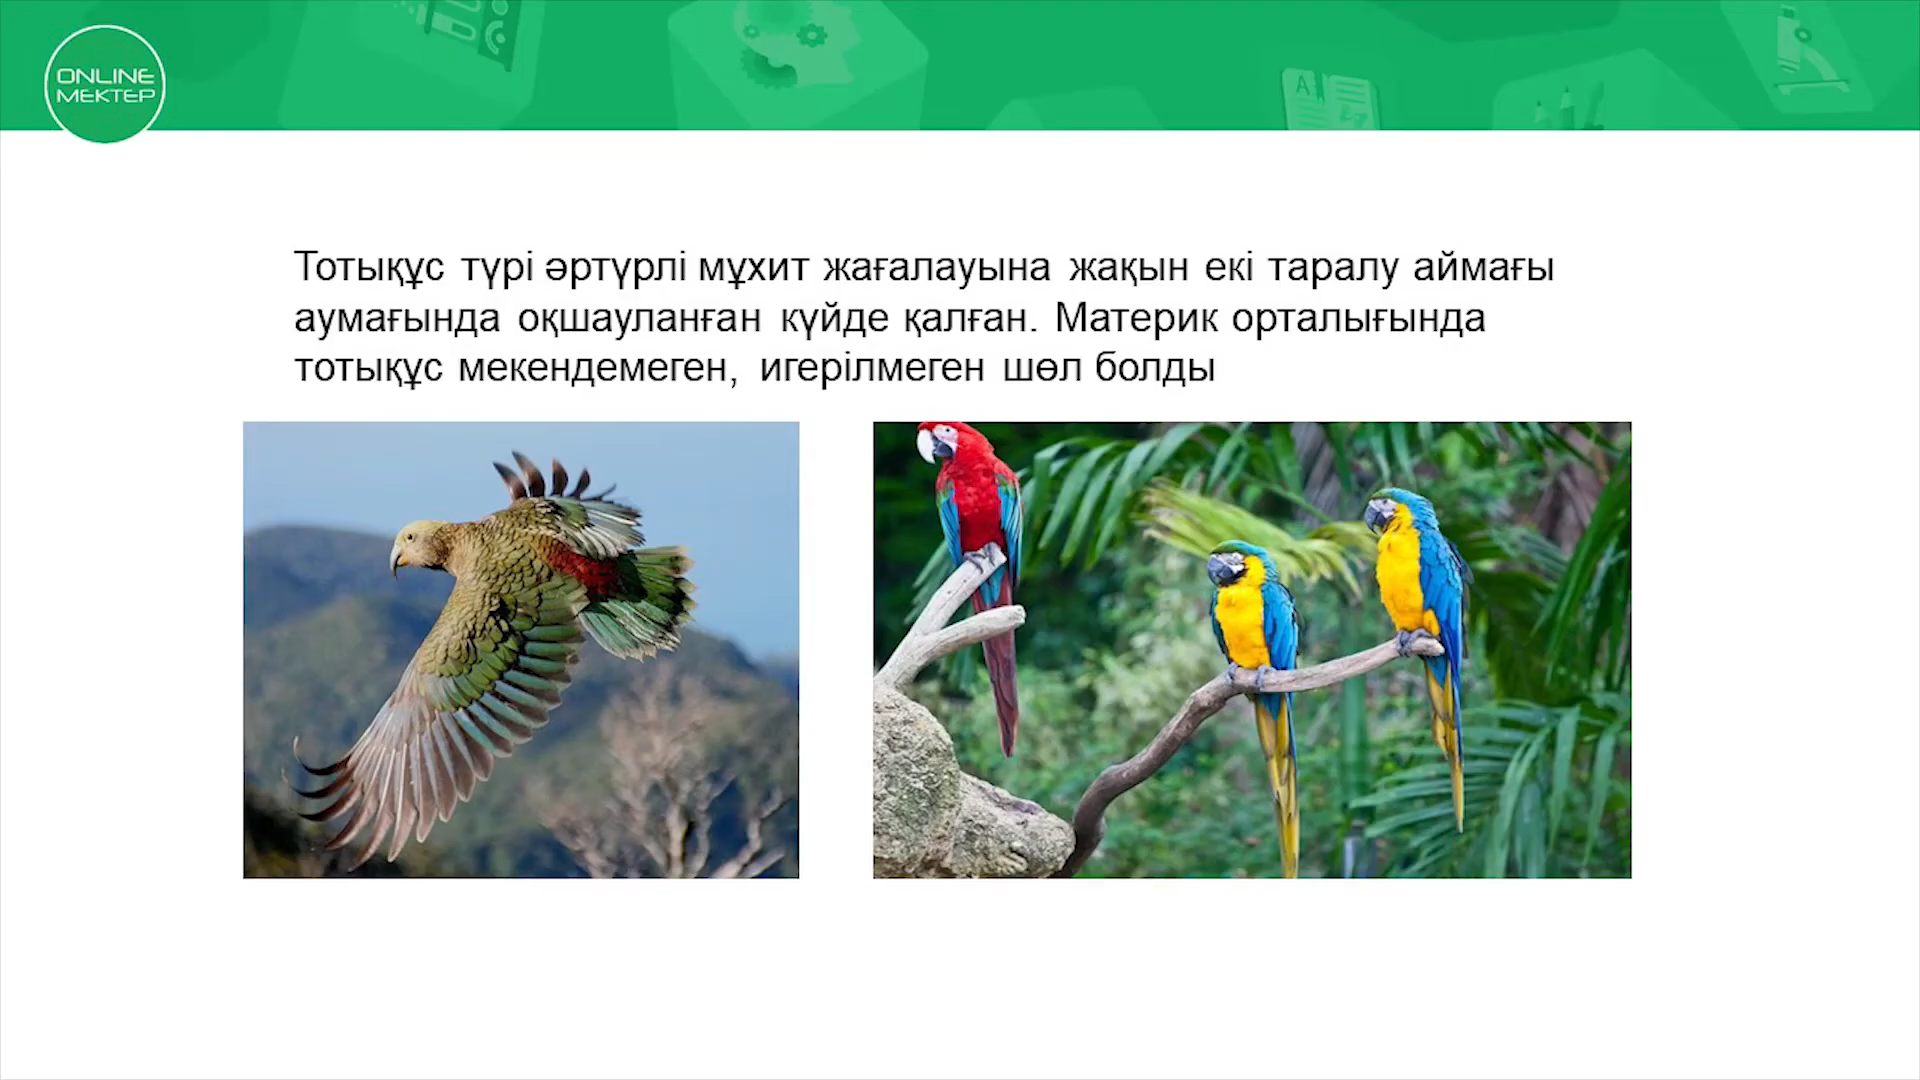 ONLINE
МЕКТЕР
Тотықұс түрі әртүрлі мұхит жағалауына жақын екі таралу аймағы
аумағында оқшауланған күйде қалған. Материк орталығында
тотықұс мекендемеген, игерілмеген шөл болды